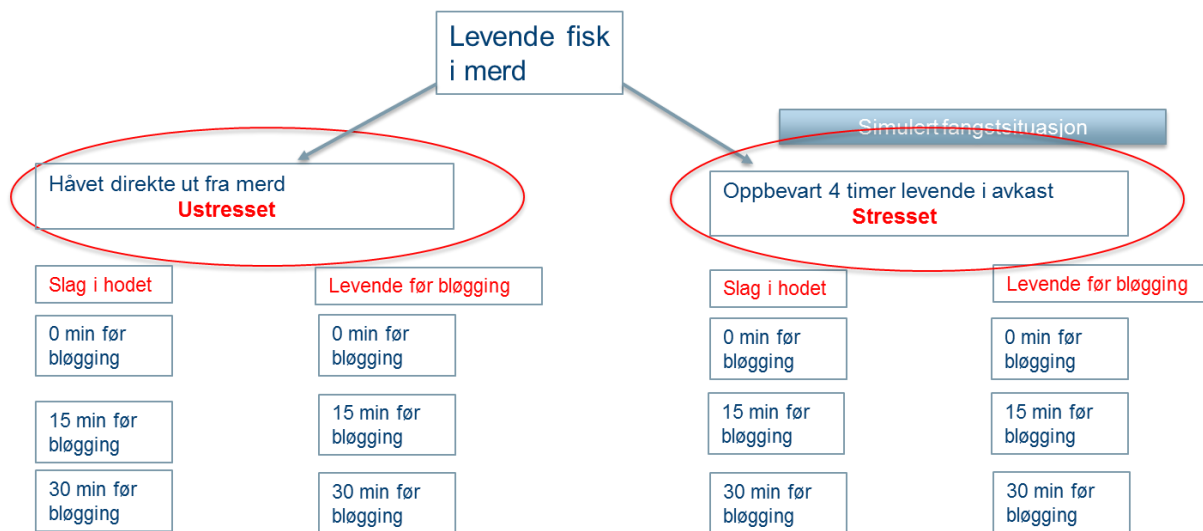 Levende fisk
i merd
Simulert fangstsituasjon
Håvet direkte ut fra merd
Ustresset
Oppbevart 4 timer levende i avkast
Stresset
Slag i hodet
Levende før bløgging
Slag i hodet
Levende før bløgging
0 min før
bløgging
0 min før
bløgging
0 min før
bløgging
0 min før
bløgging
15 min før
bløgging
15 min før
bløgging
15 min før
bløgging
15 min før
bløgging
30 min før
bløgging
30 min før
bløgging
30 min før
bløgging
30 min før
bløgging